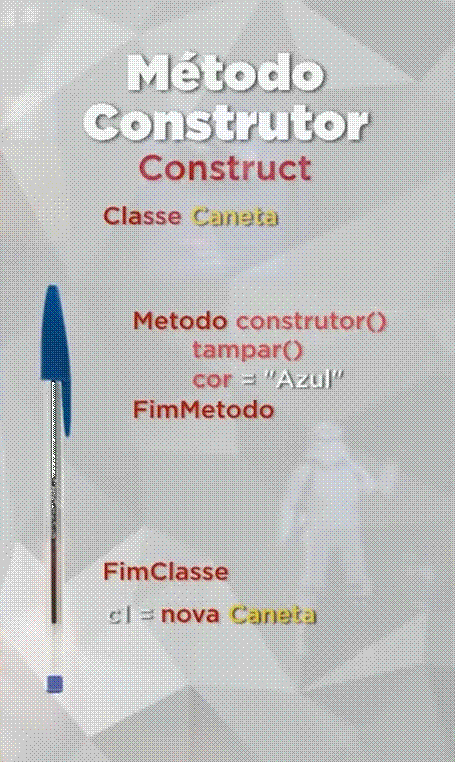 Método
Construtor
Construct
Classe Caneta
Metodo construtor()
tampar()
cor = "Azul"
FimMetodo
FimClasse
c1 = nova Caneta